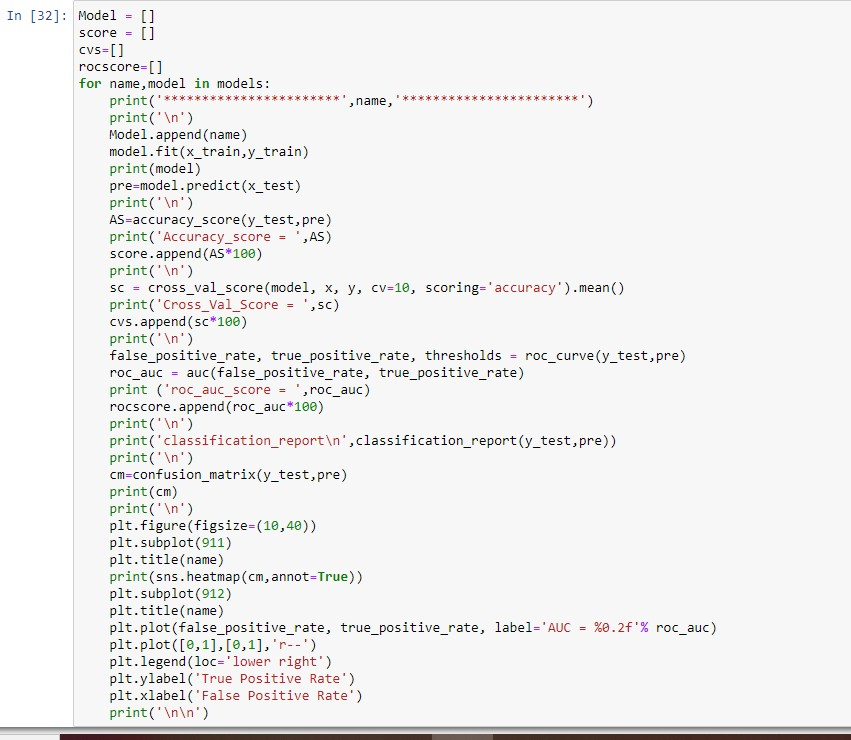 In [32]: Model = []
score = []
cvs=[]
rocscore=[]
for name,model in models:
    print('***********************',name,'***********************')
    print('\n')
    Model.append(name)
    model.fit(x_train,y_train)
    print(model)
    pre=model.predict(x_test)
    print('\n')
    AS=accuracy_score(y_test,pre)
    print('Accuracy_score = ',AS)
    score.append(AS*100)
    print('\n')
    sc = cross_val_score(model, x, y, cv=10, scoring='accuracy').mean()
    print('Cross_Val_Score = ',sc)
    cvs.append(sc*100)
    print('\n')
    false_positive_rate, true_positive_rate, thresholds = roc_curve(y_test,pre)
    roc_auc = auc(false_positive_rate, true_positive_rate)
    print ('roc_auc_score = ',roc_auc)
    rocscore.append(roc_auc*100)
    print('\n')
    print('classification_report\n',classification_report(y_test,pre))
    print('\n')
    cm=confusion_matrix(y_test,pre)
    print(cm)
    print('\n')
    plt.figure(figsize=(10,40))
    plt.subplot(911)
    plt.title(name)
    print(sns.heatmap(cm,annot=True))
    plt.subplot(912)
    plt.title(name)
    plt.plot(false_positive_rate, true_positive_rate, label='AUC = %0.2f'% roc_auc)
    plt.plot([0,1],[0,1],'r--')
    plt.legend(loc='lower right')
    plt.ylabel('True Positive Rate')
    plt.xlabel('False Positive Rate')
    print('\n\n')